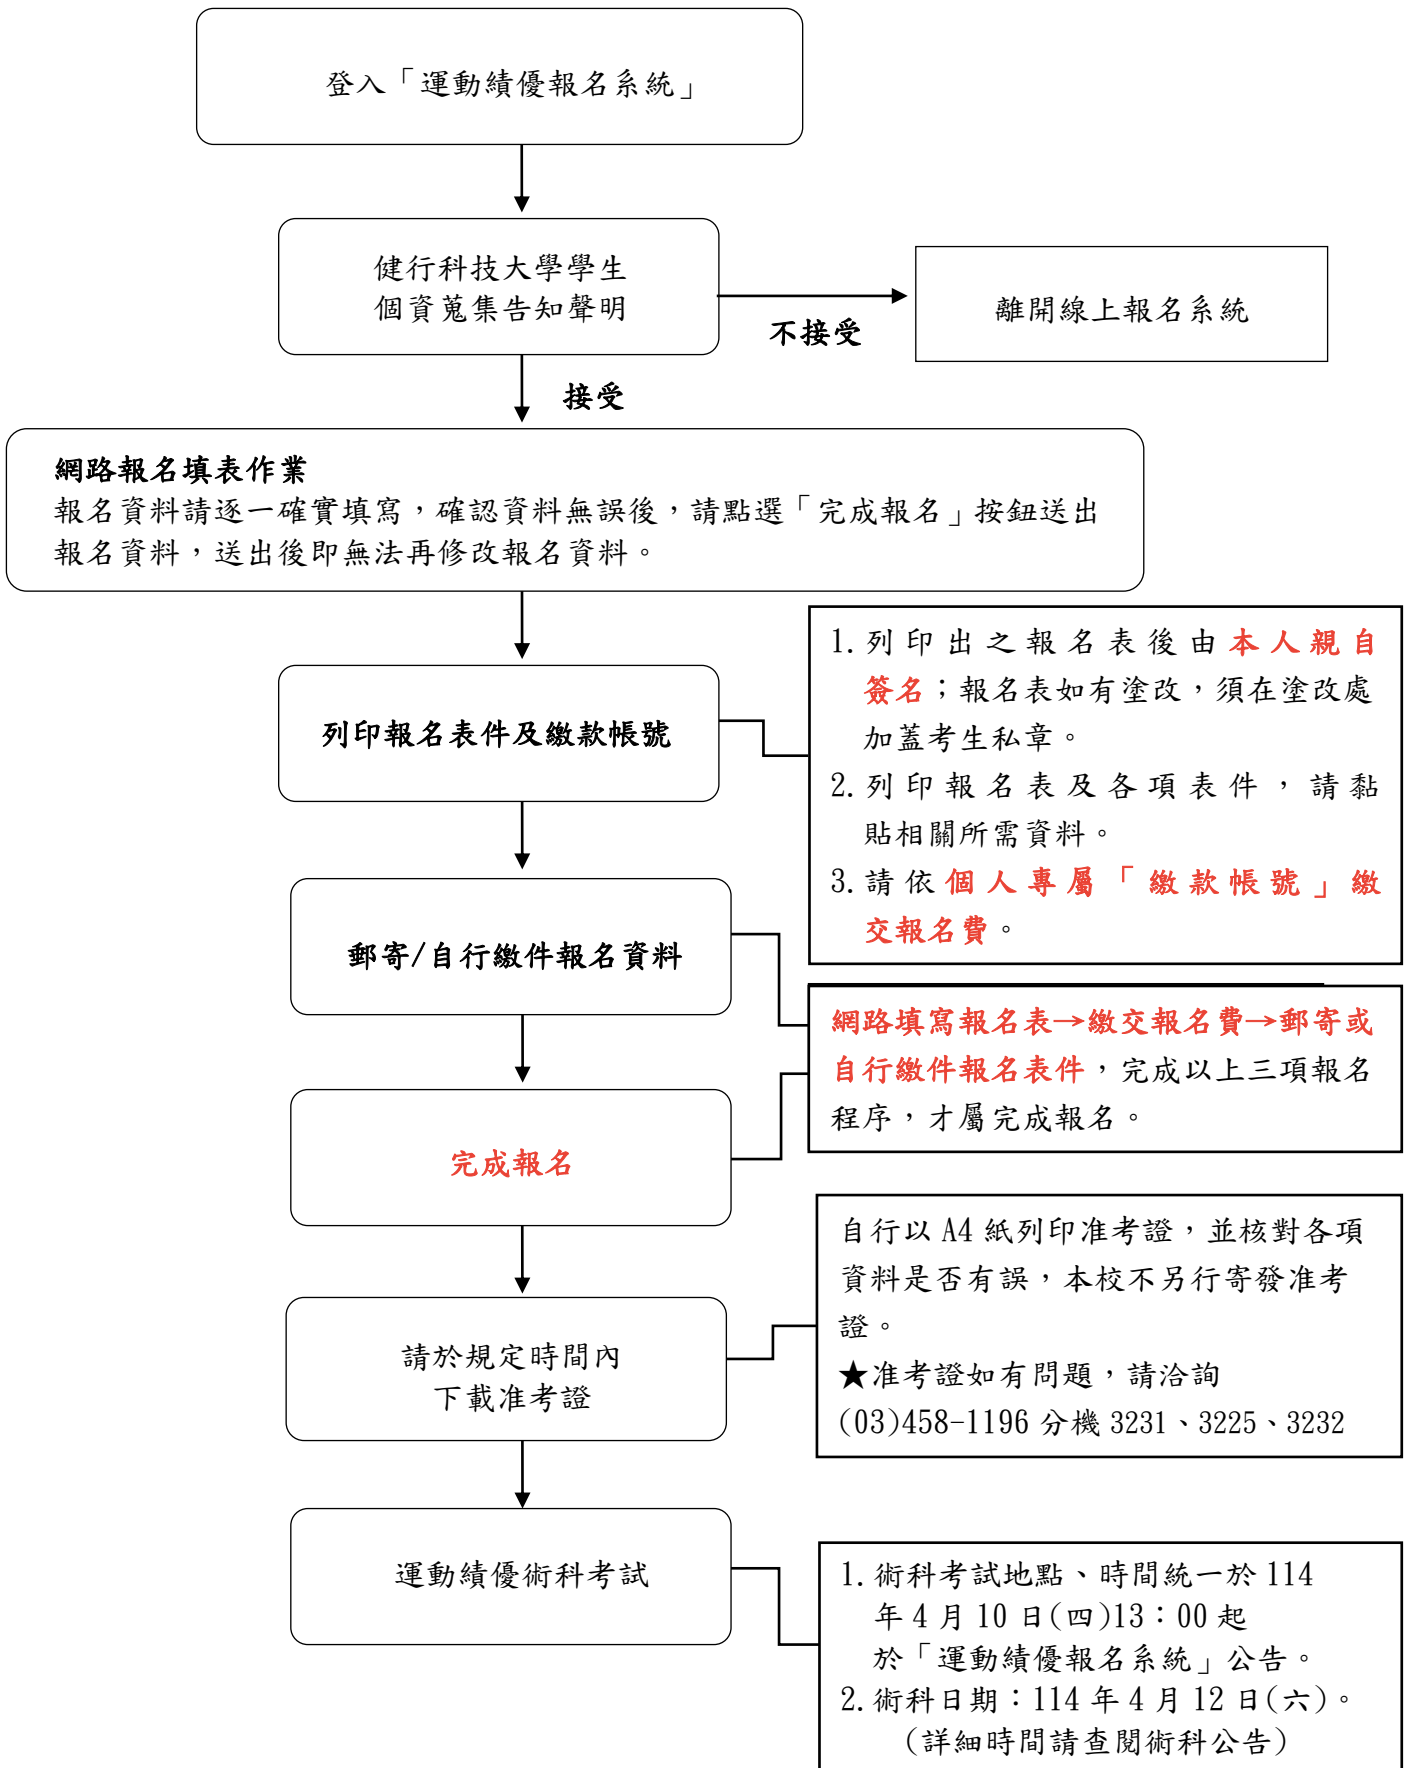 登入「運動績優報名系統」
健行科技大學學生
個資蒐集告知聲明
不接受
離開線上報名系統
接受
網路報名填表作業
報名資料請逐一確實填寫，確認資料無誤後，請點選「完成報名」按鈕送出
報名資料，送出後即無法再修改報名資料。
列印報名表件及繳款帳號
1.列印出之報名表後由本人親自
簽名；報名表如有塗改，須在塗改處
加蓋考生私章。
2.列印報名表及各項表件，請黏
貼相關所需資料。
3.請依個人專屬「繳款帳號」繳
交報名費。
郵寄/自行繳件報名資料
網路填寫報名表→繳交報名費→郵寄或
自行繳件報名表件，完成以上三項報名
程序，才屬完成報名。
完成報名
請於規定時間內
下載准考證
自行以 A4 紙列印准考證，並核對各項
資料是否有誤，本校不另行寄發准考
證。
★准考證如有問題，請洽詢
(03)458-1196 分機 3231、3225、3232
運動績優術科考試
1.術科考試地點、時間統一於 114
年 4 月 10 日(四)13：00 起
於「運動績優報名系統」公告。
2.術科日期：114 年 4 月 12 日(六)。
(詳細時間請查閱術科公告)